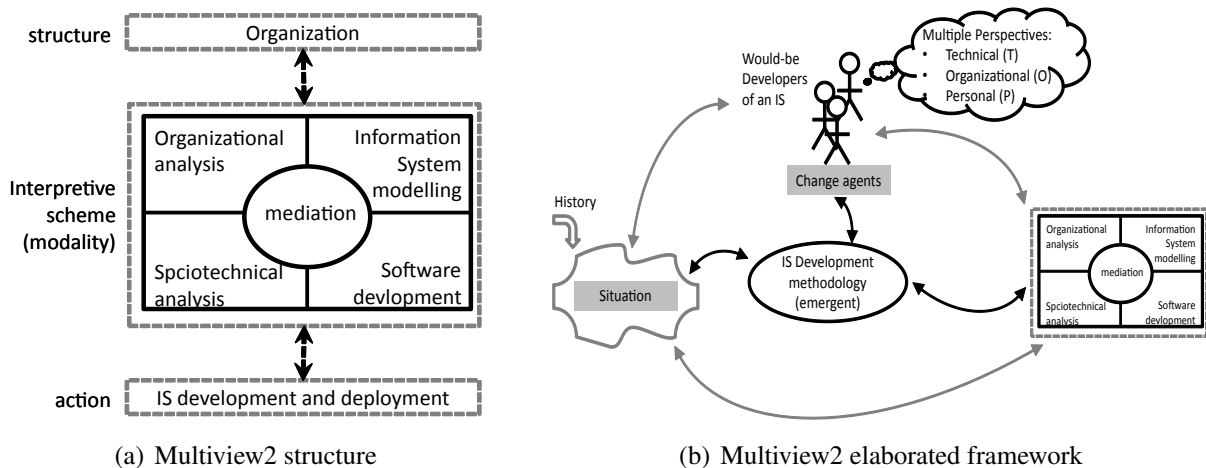 structure
Organization
Interpretive
scheme
(modality)
Organizational
analysis
Information
System
modelling
mediation
Spciotechnical
analysis
Software
devlopment
action
IS development and deployment
(a) Multiview2 structure
Would-be
Developers
of an IS
Multiple Perspectives:
• Technical (T)
• Organizational (O)
• Personal (P)
Change agents
History
Situation
IS Development
methodology
(emergent)
Organizational
analysis
Information
System
modelling
mediation
Spciotechnical
analysis
Software
devlopment
(b) Multiview2 elaborated framework